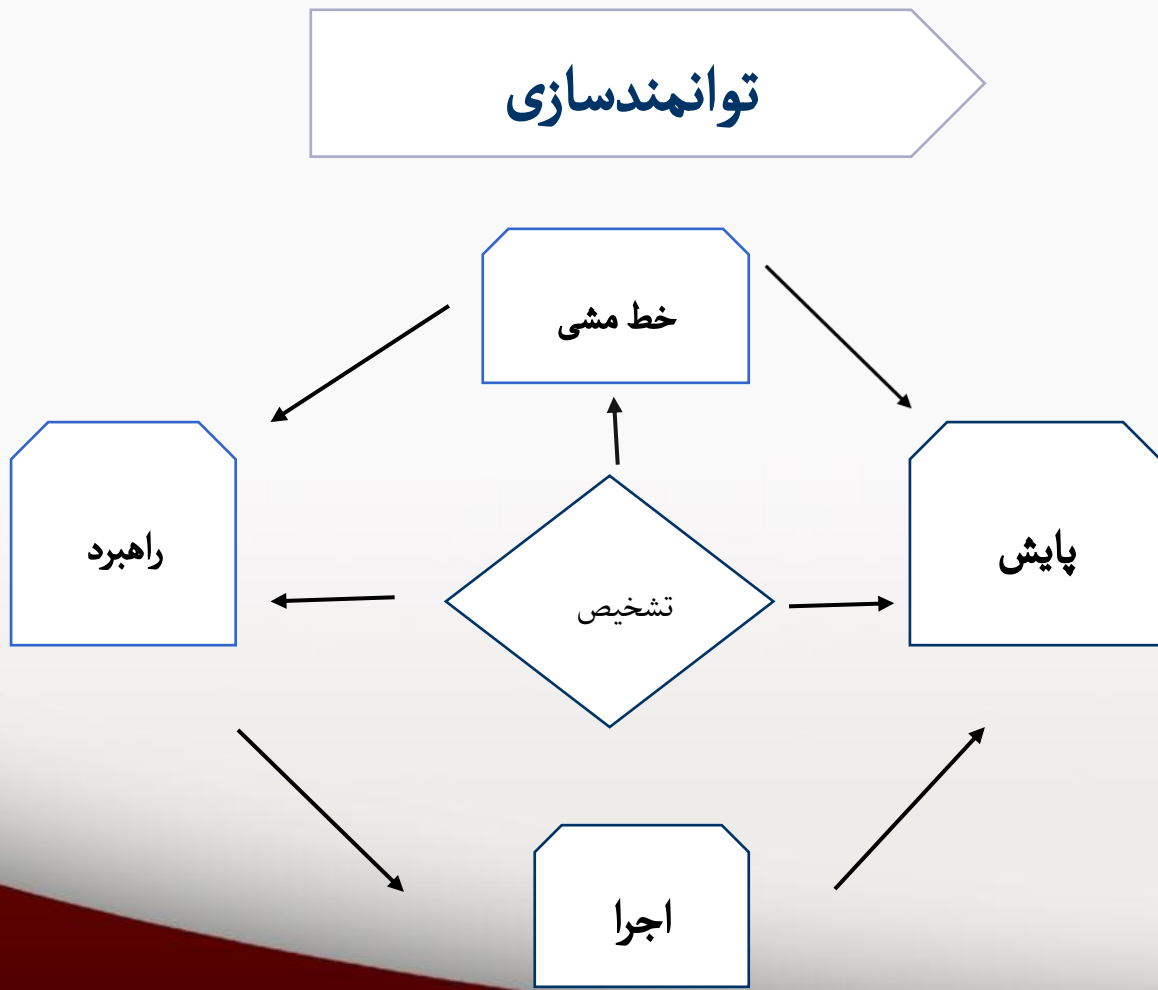 توانمندسازی
خط مشی
پایش
تشخیص
راهبرد
اجرا